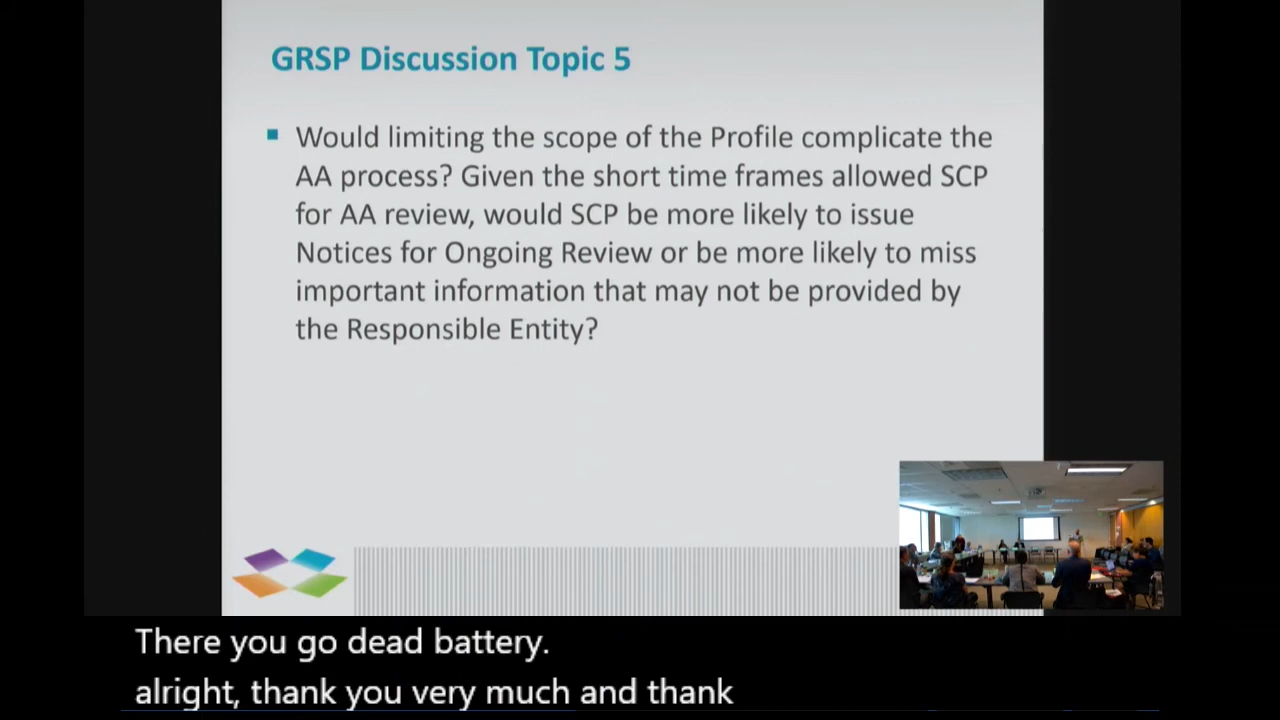 GRSP Discussion Topic 5
Would limiting the scope of the Profile complicate the
AA process? Given the short time frames allowed SCP
for AA review, would SCP be more likely to issue
Notices for Ongoing Review or be more likely to miss
important information that may not be provided by
the Responsible Entity?
There you go dead battery.
alright, thank you very much and thank